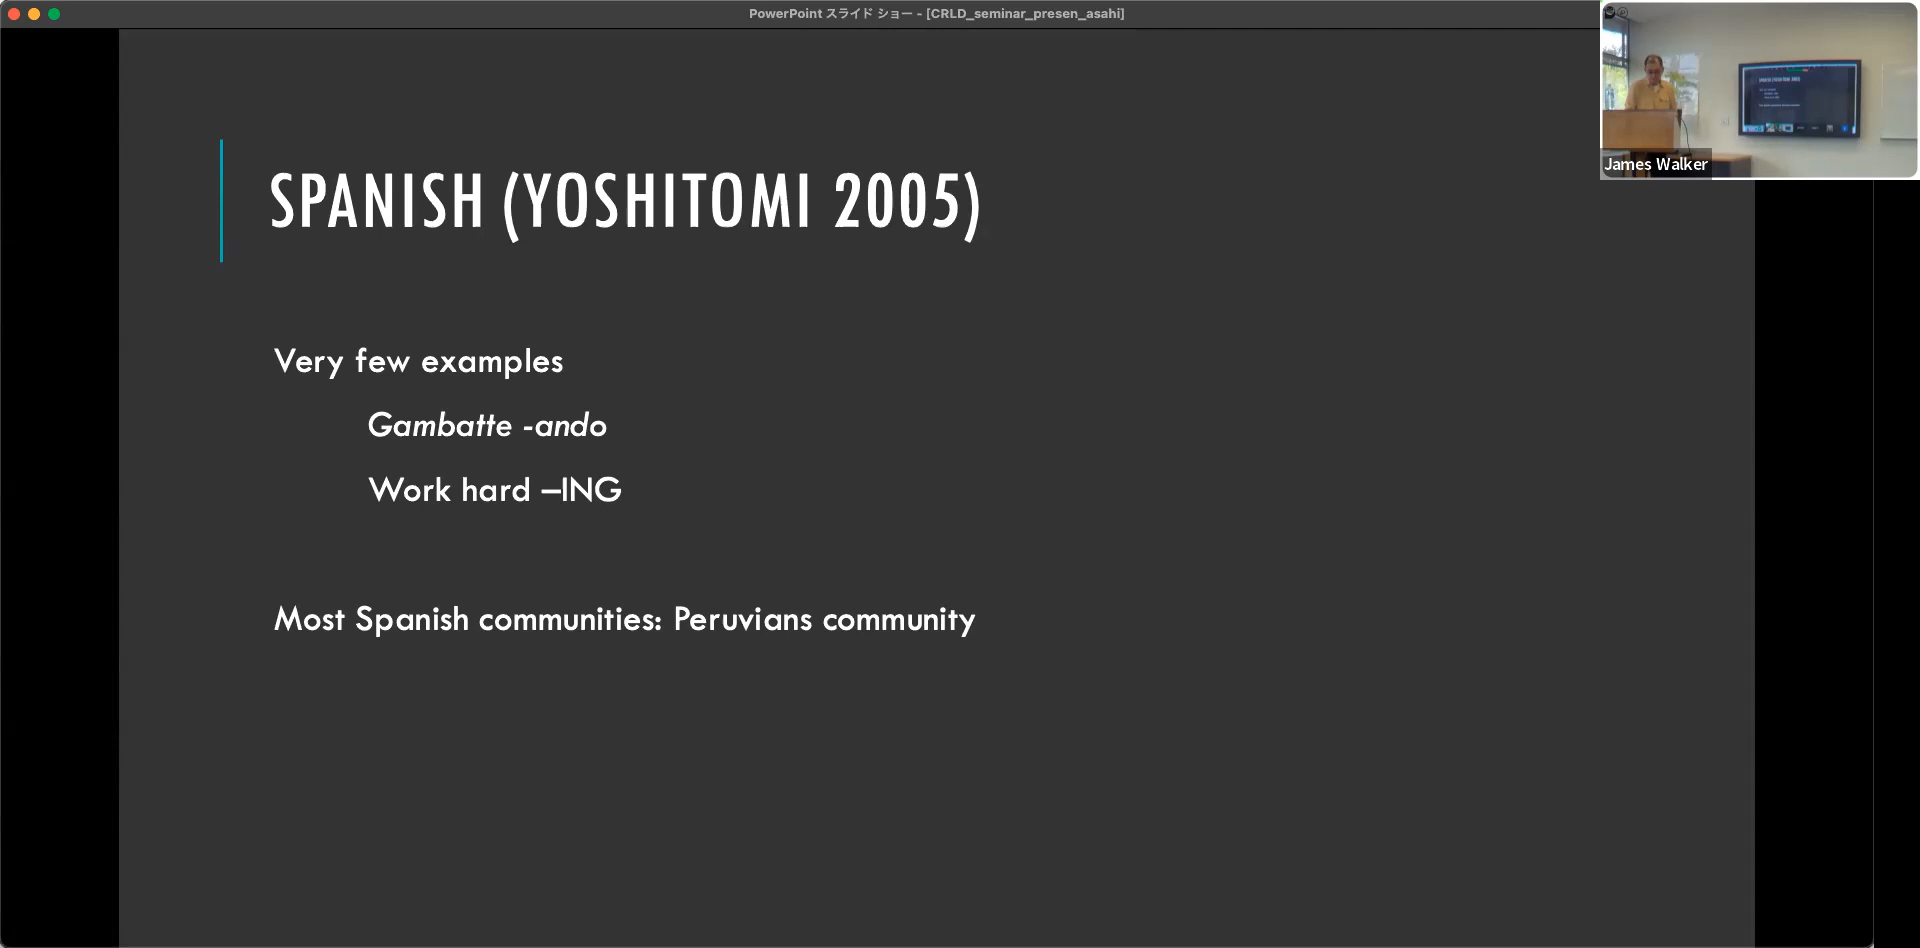 PowerPoint スライド ショー - [CRLD_seminar_presen_asahi]
James Walker
SPANISH (YOSHITOMI 2005)
Very few examples
Gambatte -ando
Work hard –ING
Most Spanish communities: Peruvians community